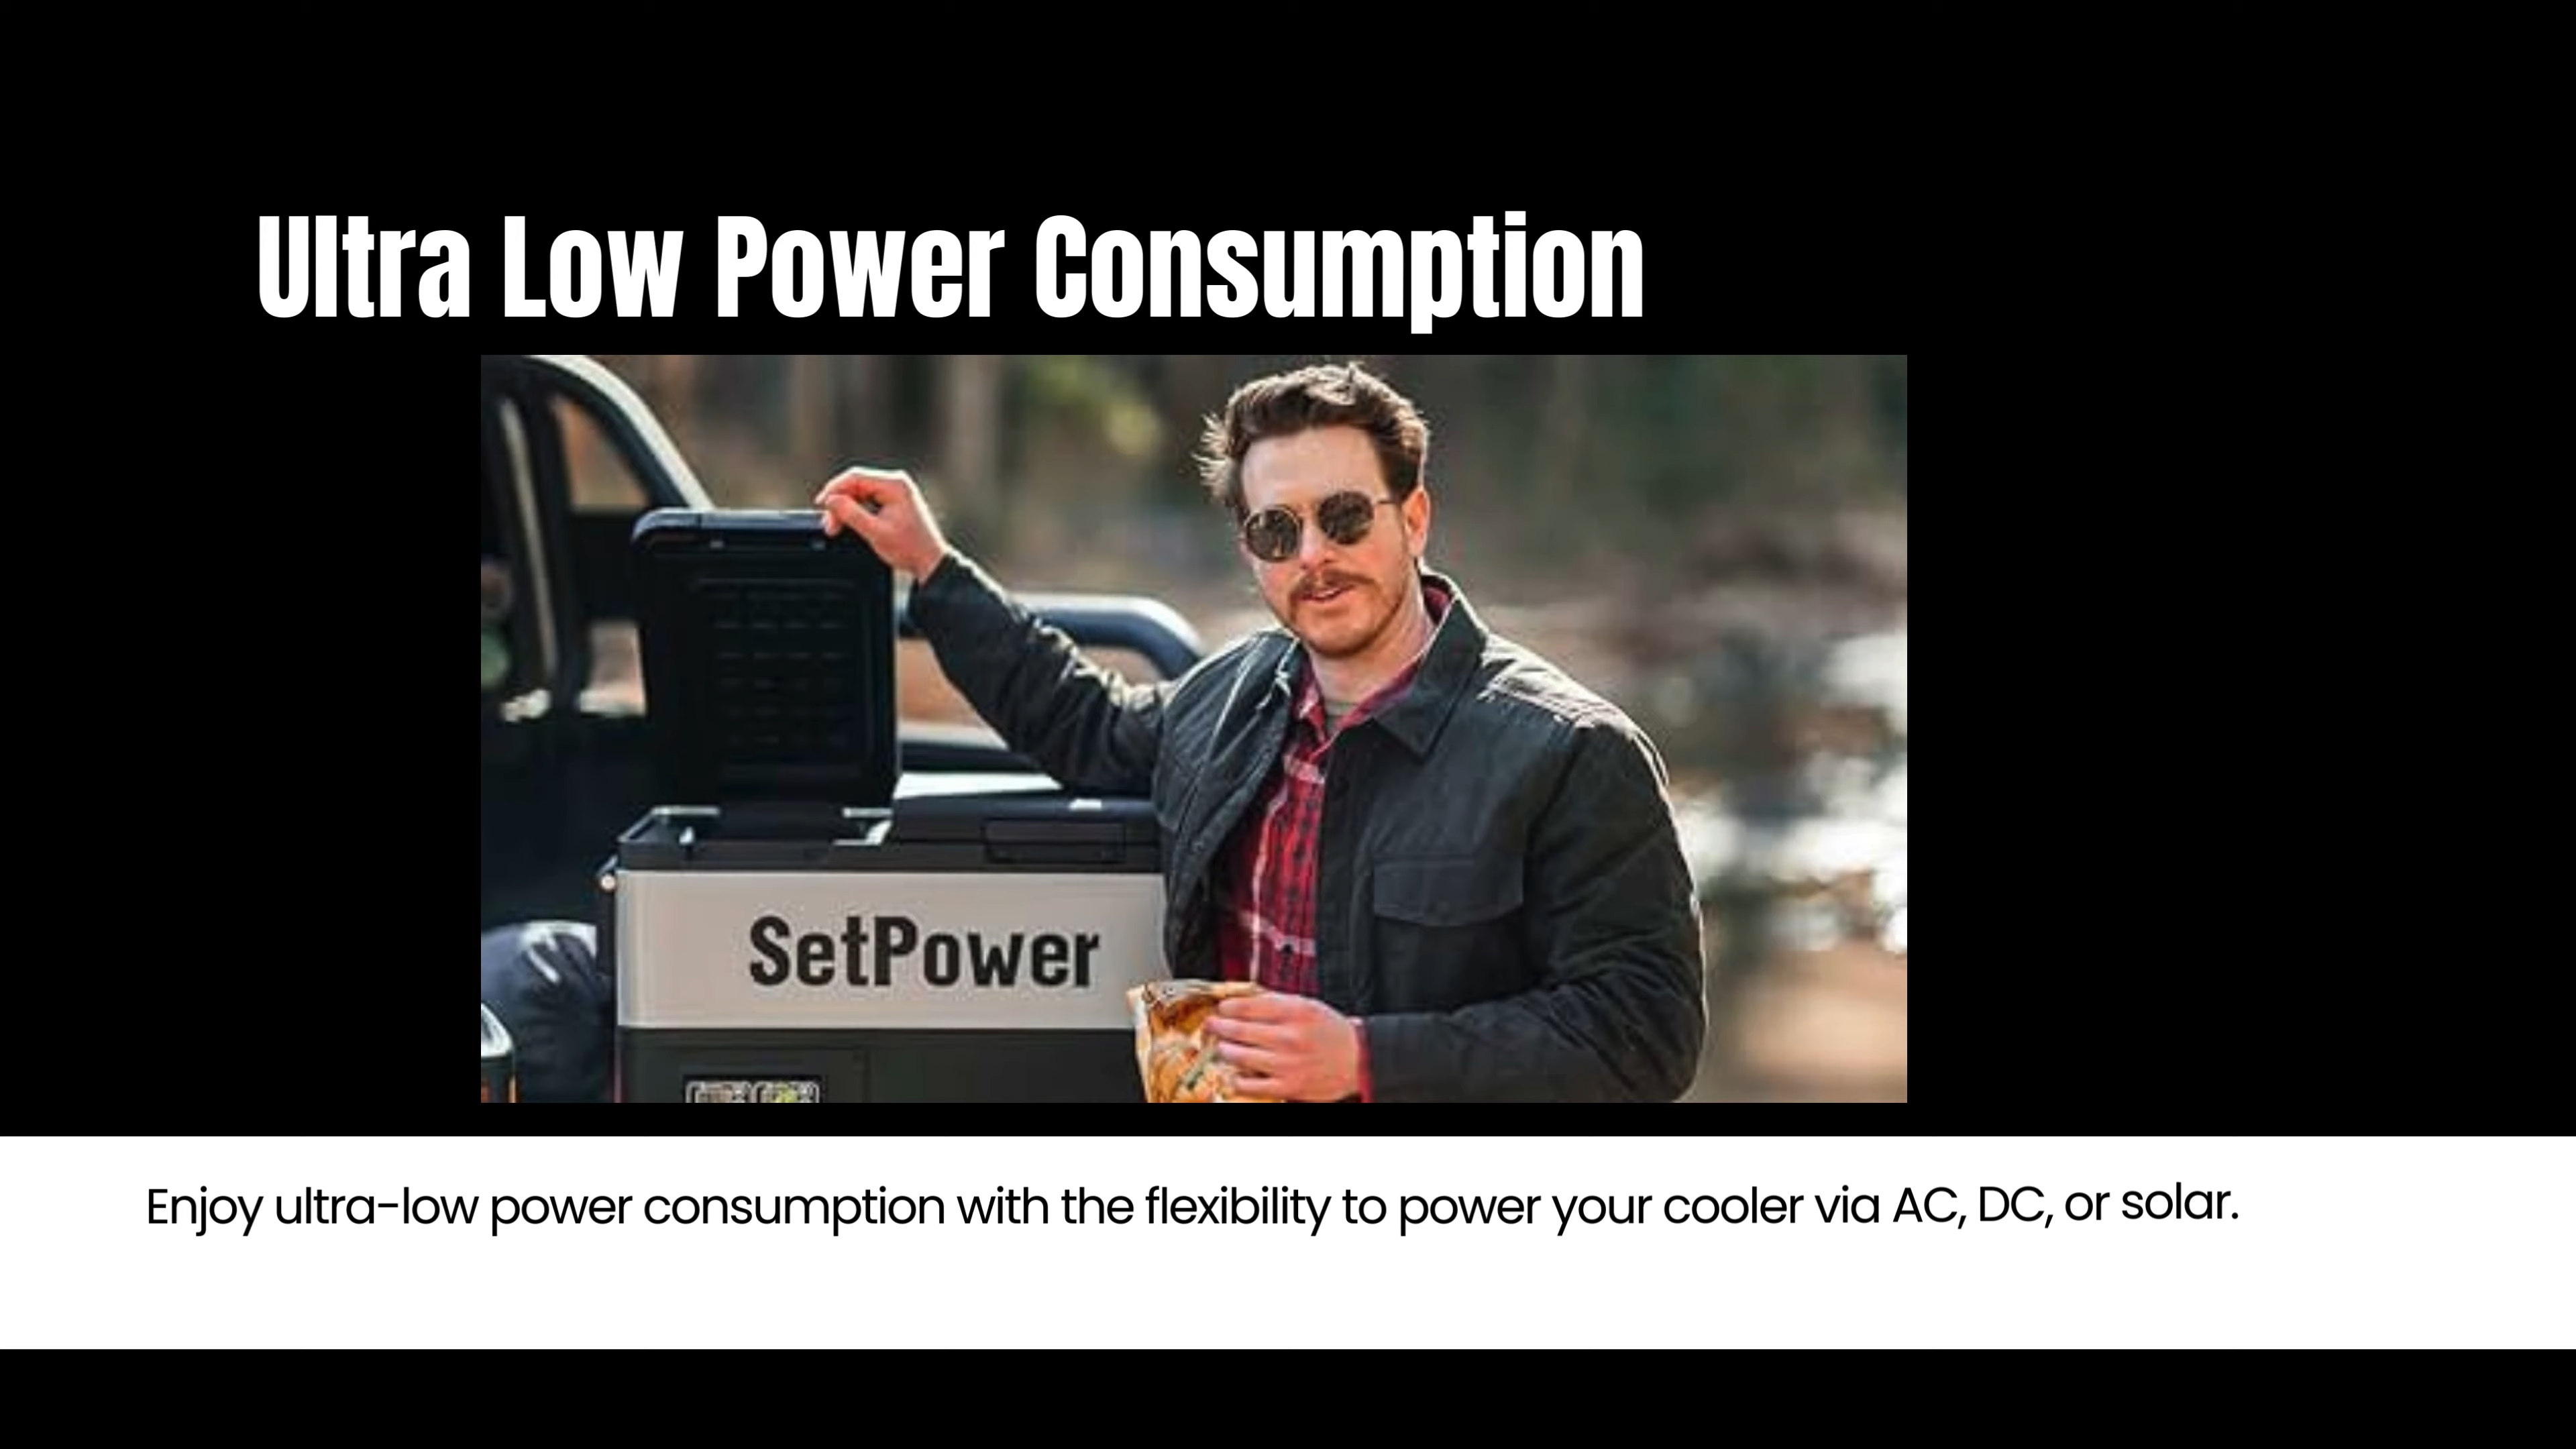 Ultra Low Power Consumption
SetPower
Enjoy ultra-low power consumption with the flexibility to power your cooler via AC, DC, or solar.